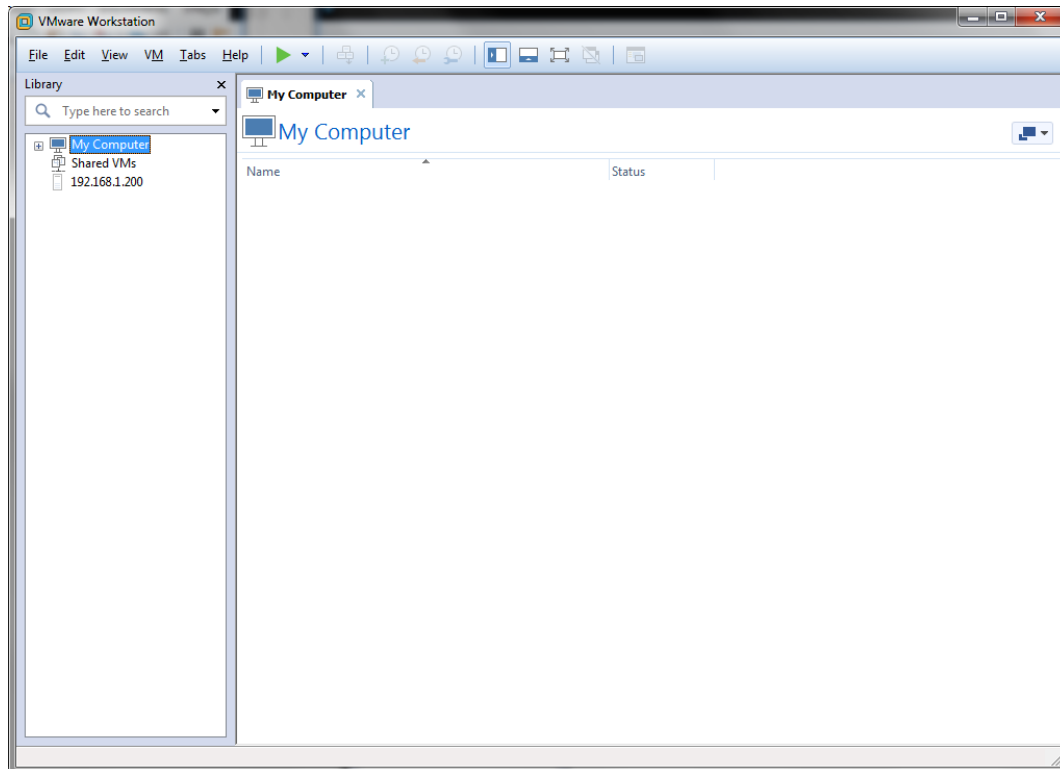 VMware Workstation
File Edit View VM Tabs Help
Library
Type here to search
My Computer
Shared VMs
192.168.1.200
My Computer
My Computer
Name Status